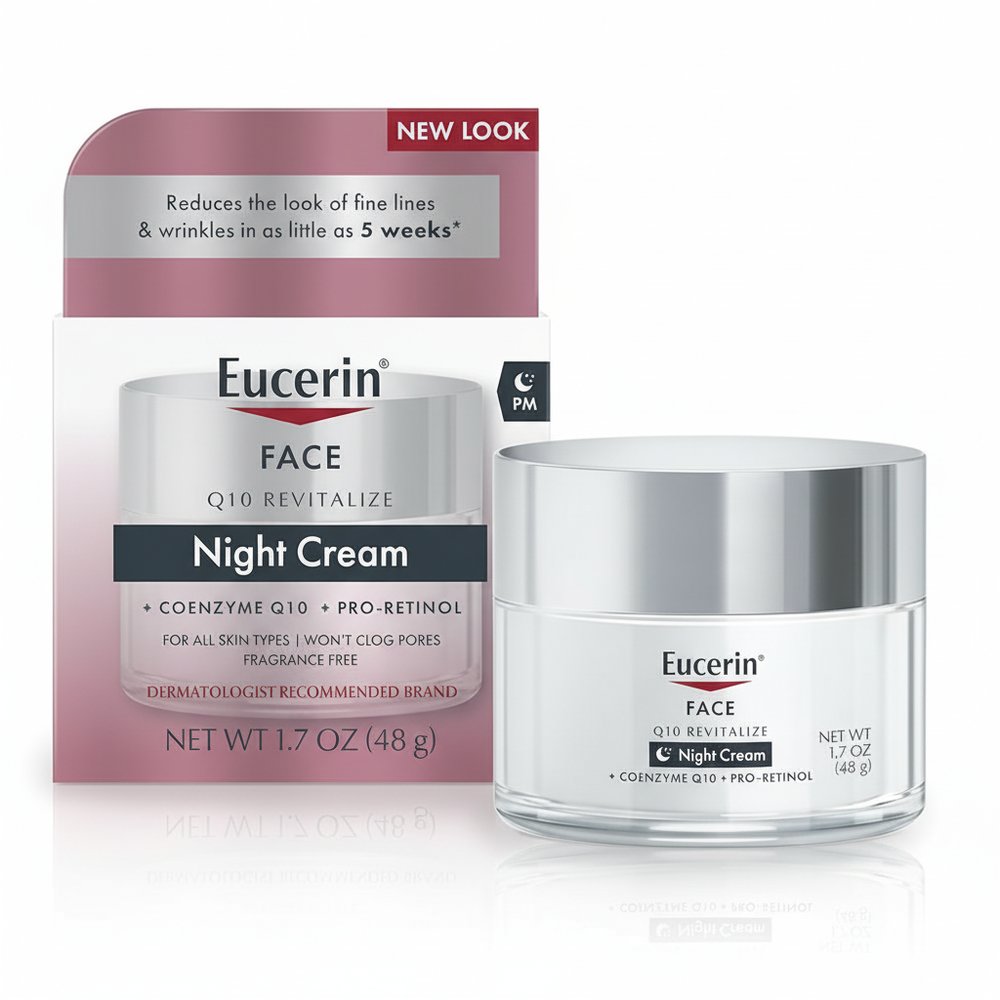 NEW LOOK
Reduces the look of fine lines
& wrinkles in as little as 5 weeks*
Eucerin®
PM
FACE
Q10 REVITALIZE
Night Cream
+ COENZYME Q10 + PRO-RETINOL
FOR ALL SKIN TYPES | WON'T CLOG PORES
FRAGRANCE FREE
DERMATOLOGIST RECOMMENDED BRAND
NET WT 1.7 OZ (48 g)
Eucerin®
FACE
Q10 REVITALIZE
Night Cream
+ COENZYME Q10 + PRO-RETINOL
NET WT
1.7 OZ
(48 g)